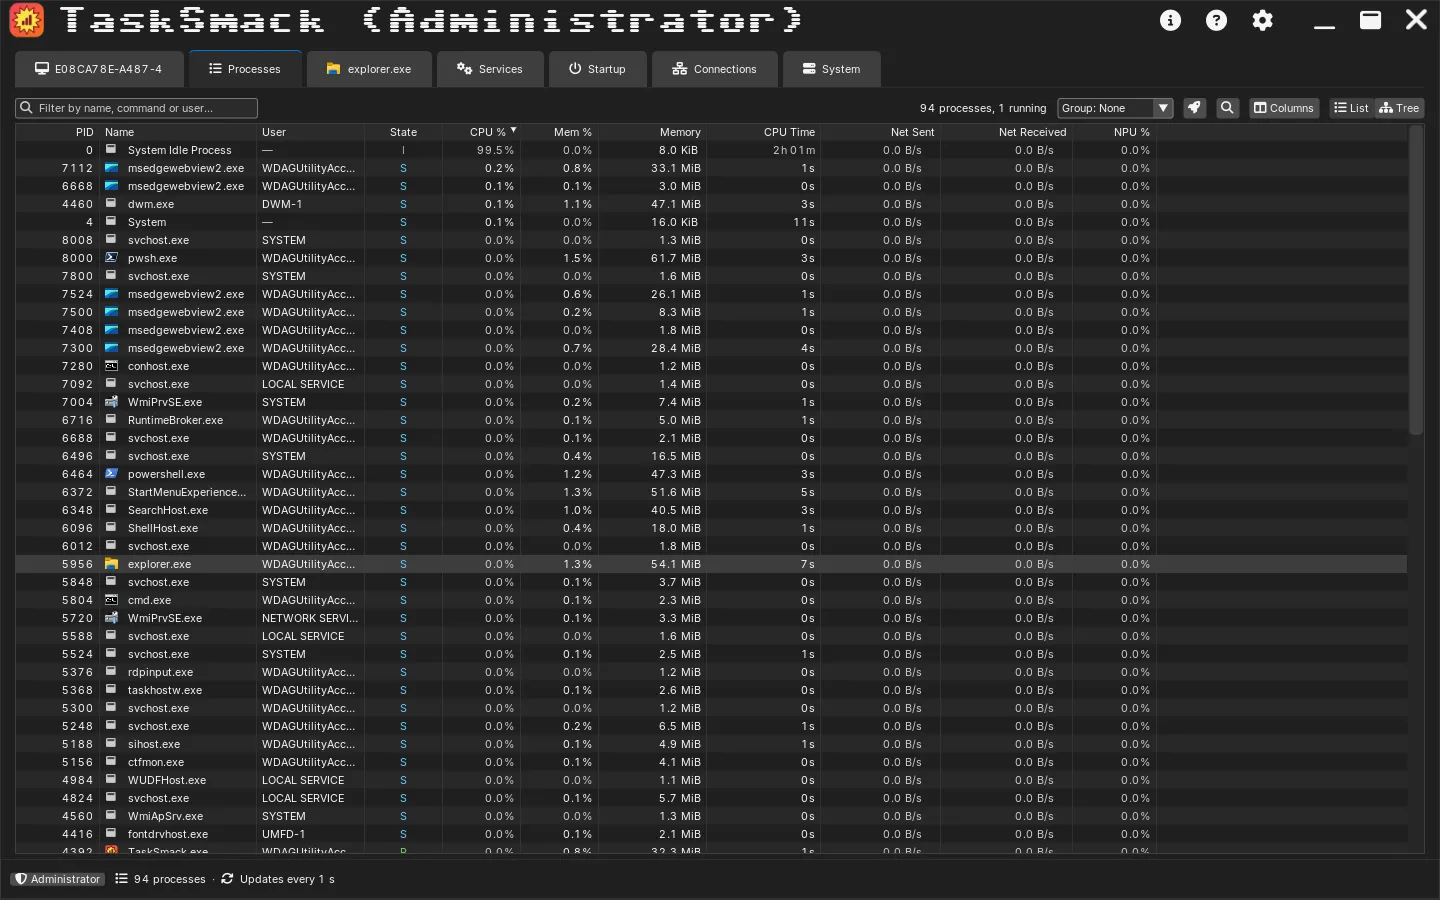 TaskSmack (Administrator)
E08CA78E-A487-4 Processes explorer.exe Services Startup Connections System
Filter by name, command or user... 94 processes, 1 running Group: None Columns List Tree
PID Name User State CPU % Mem % Memory CPU Time Net Sent Net Received NPU %
0 System Idle Process — I 99.5% 0.0% 8.0 KiB 2h 01m 0.0 B/s 0.0 B/s 0.0%
7112 msedgewebview2.exe WDAGUtilityAcc... S 0.2% 0.8% 33.1 MiB 1s 0.0 B/s 0.0 B/s 0.0%
6668 msedgewebview2.exe WDAGUtilityAcc... S 0.1% 0.1% 3.0 MiB 0s 0.0 B/s 0.0 B/s 0.0%
4460 dwm.exe DWM-1 S 0.1% 1.1% 47.1 MiB 3s 0.0 B/s 0.0 B/s 0.0%
4 System — S 0.1% 0.0% 16.0 KiB 11s 0.0 B/s 0.0 B/s 0.0%
8008 svchost.exe SYSTEM S 0.0% 0.0% 1.3 MiB 0s 0.0 B/s 0.0 B/s 0.0%
8000 pwsh.exe WDAGUtilityAcc... S 0.0% 1.5% 61.7 MiB 3s 0.0 B/s 0.0 B/s 0.0%
7800 svchost.exe SYSTEM S 0.0% 0.0% 1.6 MiB 0s 0.0 B/s 0.0 B/s 0.0%
7524 msedgewebview2.exe WDAGUtilityAcc... S 0.0% 0.6% 26.1 MiB 1s 0.0 B/s 0.0 B/s 0.0%
7500 msedgewebview2.exe WDAGUtilityAcc... S 0.0% 0.2% 8.3 MiB 1s 0.0 B/s 0.0 B/s 0.0%
7408 msedgewebview2.exe WDAGUtilityAcc... S 0.0% 0.0% 1.8 MiB 0s 0.0 B/s 0.0 B/s 0.0%
7300 msedgewebview2.exe WDAGUtilityAcc... S 0.0% 0.7% 28.4 MiB 4s 0.0 B/s 0.0 B/s 0.0%
7280 conhost.exe WDAGUtilityAcc... S 0.0% 0.0% 1.2 MiB 0s 0.0 B/s 0.0 B/s 0.0%
7092 svchost.exe LOCAL SERVICE S 0.0% 0.0% 1.4 MiB 0s 0.0 B/s 0.0 B/s 0.0%
7004 WmiPrvSE.exe SYSTEM S 0.0% 0.2% 7.4 MiB 1s 0.0 B/s 0.0 B/s 0.0%
6716 RuntimeBroker.exe WDAGUtilityAcc... S 0.0% 0.1% 5.0 MiB 1s 0.0 B/s 0.0 B/s 0.0%
6688 svchost.exe WDAGUtilityAcc... S 0.0% 0.1% 2.1 MiB 0s 0.0 B/s 0.0 B/s 0.0%
6496 svchost.exe SYSTEM S 0.0% 0.4% 16.5 MiB 0s 0.0 B/s 0.0 B/s 0.0%
6464 powershell.exe WDAGUtilityAcc... S 0.0% 1.2% 47.3 MiB 3s 0.0 B/s 0.0 B/s 0.0%
6372 StartMenuExperience... WDAGUtilityAcc... S 0.0% 1.3% 51.6 MiB 5s 0.0 B/s 0.0 B/s 0.0%
6348 SearchHost.exe WDAGUtilityAcc... S 0.0% 1.0% 40.5 MiB 3s 0.0 B/s 0.0 B/s 0.0%
6096 ShellHost.exe WDAGUtilityAcc... S 0.0% 0.4% 18.0 MiB 1s 0.0 B/s 0.0 B/s 0.0%
6012 svchost.exe WDAGUtilityAcc... S 0.0% 0.0% 1.8 MiB 0s 0.0 B/s 0.0 B/s 0.0%
5956 explorer.exe WDAGUtilityAcc... S 0.0% 1.3% 54.1 MiB 7s 0.0 B/s 0.0 B/s 0.0%
5848 svchost.exe SYSTEM S 0.0% 0.1% 3.7 MiB 0s 0.0 B/s 0.0 B/s 0.0%
5804 cmd.exe WDAGUtilityAcc... S 0.0% 0.1% 2.3 MiB 0s 0.0 B/s 0.0 B/s 0.0%
5720 WmiPrvSE.exe NETWORK SERVI... S 0.0% 0.1% 3.3 MiB 0s 0.0 B/s 0.0 B/s 0.0%
5588 svchost.exe LOCAL SERVICE S 0.0% 0.0% 1.6 MiB 0s 0.0 B/s 0.0 B/s 0.0%
5524 svchost.exe SYSTEM S 0.0% 0.1% 2.5 MiB 1s 0.0 B/s 0.0 B/s 0.0%
5376 rdpinput.exe WDAGUtilityAcc... S 0.0% 0.0% 1.2 MiB 0s 0.0 B/s 0.0 B/s 0.0%
5368 taskhostw.exe WDAGUtilityAcc... S 0.0% 0.1% 2.6 MiB 0s 0.0 B/s 0.0 B/s 0.0%
5300 svchost.exe WDAGUtilityAcc... S 0.0% 0.0% 1.2 MiB 0s 0.0 B/s 0.0 B/s 0.0%
5248 svchost.exe WDAGUtilityAcc... S 0.0% 0.2% 6.5 MiB 1s 0.0 B/s 0.0 B/s 0.0%
5188 sihost.exe WDAGUtilityAcc... S 0.0% 0.1% 4.9 MiB 1s 0.0 B/s 0.0 B/s 0.0%
5156 ctfmon.exe WDAGUtilityAcc... S 0.0% 0.1% 4.1 MiB 0s 0.0 B/s 0.0 B/s 0.0%
4984 WUDFHost.exe LOCAL SERVICE S 0.0% 0.0% 1.1 MiB 0s 0.0 B/s 0.0 B/s 0.0%
4824 svchost.exe LOCAL SERVICE S 0.0% 0.1% 5.7 MiB 0s 0.0 B/s 0.0 B/s 0.0%
4560 WmiApSrv.exe SYSTEM S 0.0% 0.0% 1.3 MiB 0s 0.0 B/s 0.0 B/s 0.0%
4416 fontdrvhost.exe UMFD-1 S 0.0% 0.1% 2.1 MiB 0s 0.0 B/s 0.0 B/s 0.0%
4392 TaskSmack.exe WDAGUtilityAcc... R 0.0% 0.8% 32.3 MiB 1s 0.0 B/s 0.0 B/s 0.0%
Administrator 94 processes · Updates every 1 s